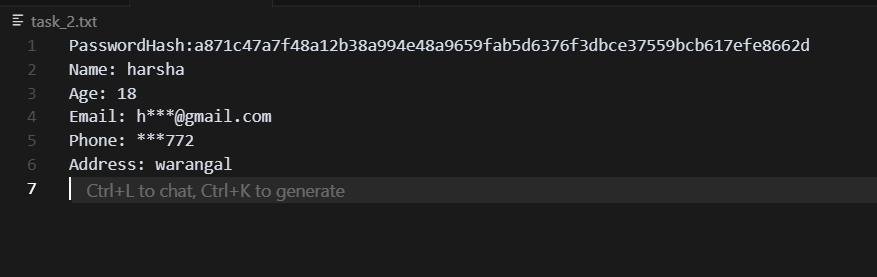 task_2.txt
1 PasswordHash:a871c47a7f48a12b38a994e48a9659fab5d6376f3dbce37559bcb617efe8662d
2 Name: harsha
3 Age: 18
4 Email: h***@gmail.com
5 Phone: ***772
6 Address: warangal
7 Ctrl+L to chat, Ctrl+K to generate